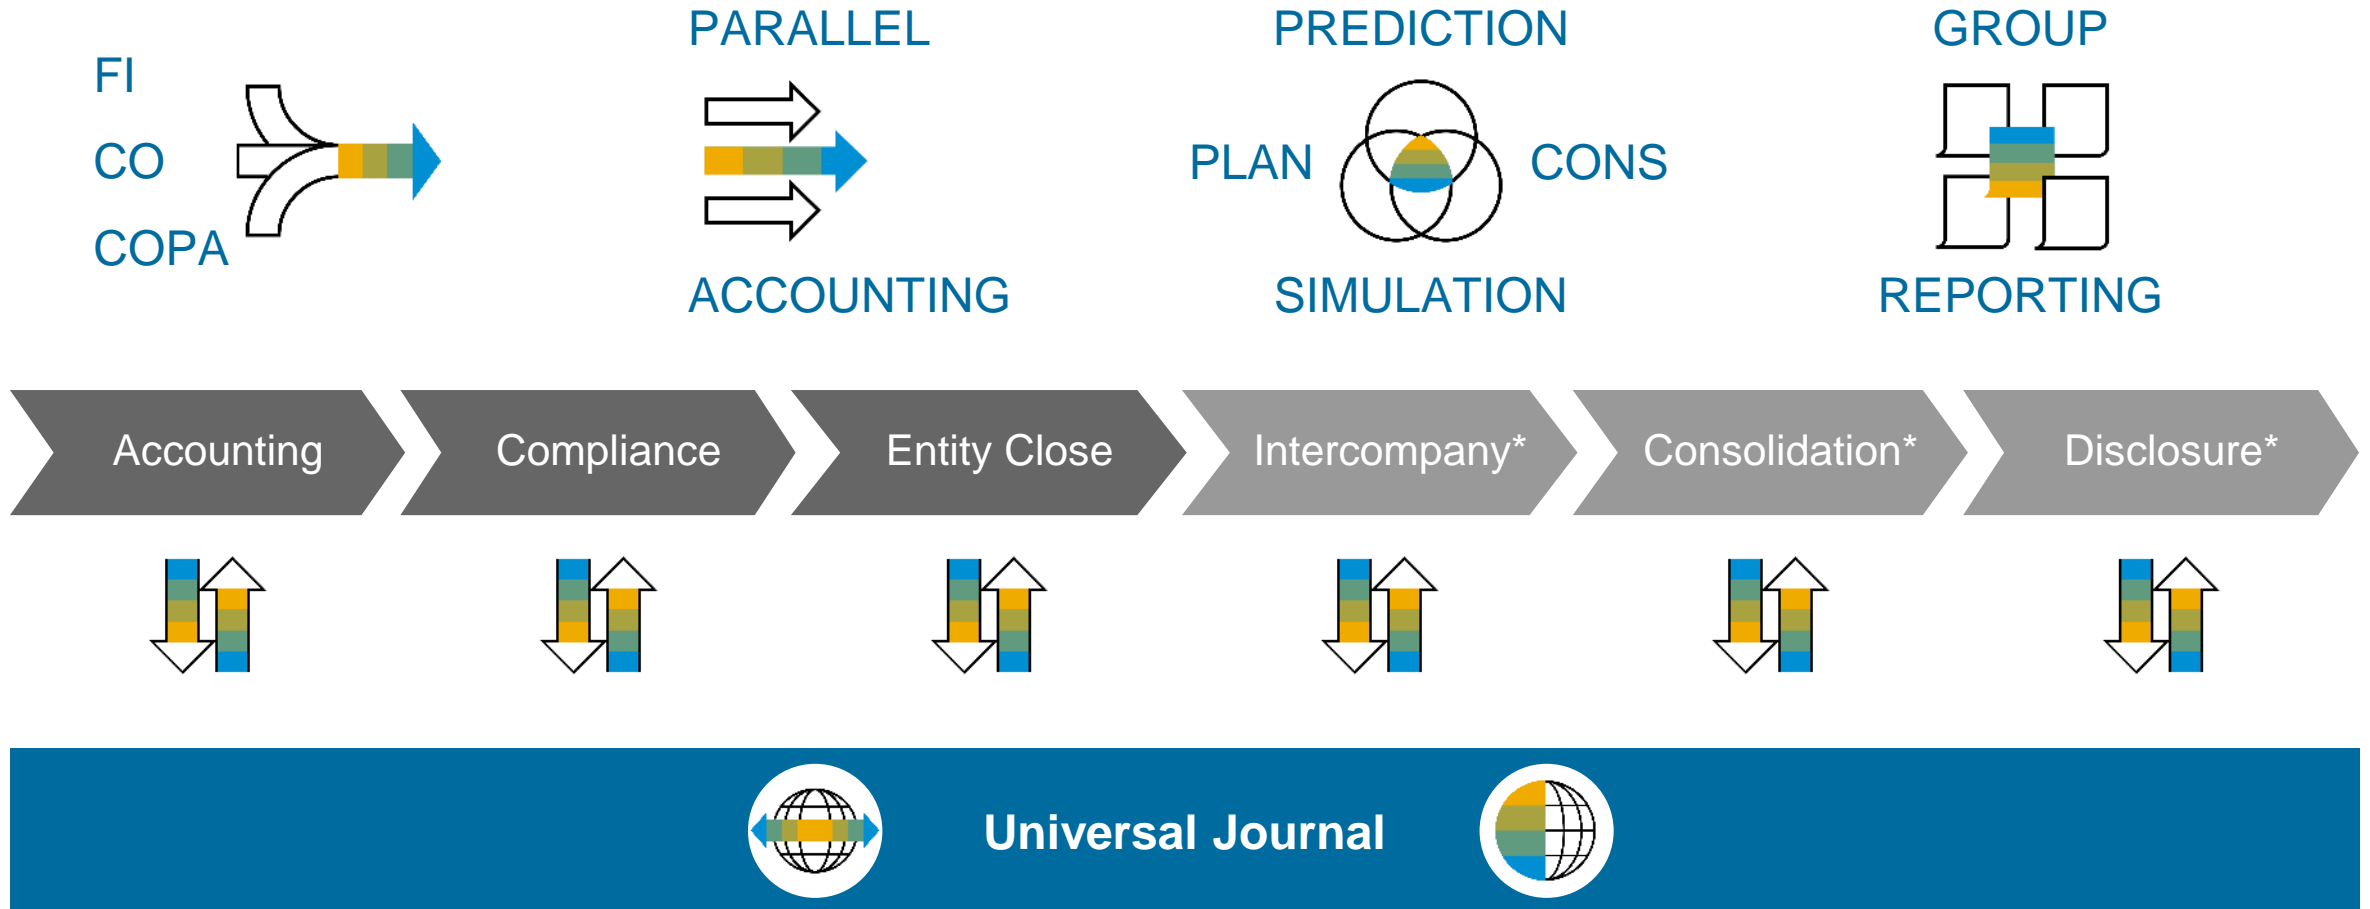 FI
CO
COPA
PARALLEL
ACCOUNTING
PREDICTION
PLAN
CONS
SIMULATION
GROUP
REPORTING
Accounting
Compliance
Entity Close
Intercompany*
Consolidation*
Disclosure*
Universal Journal